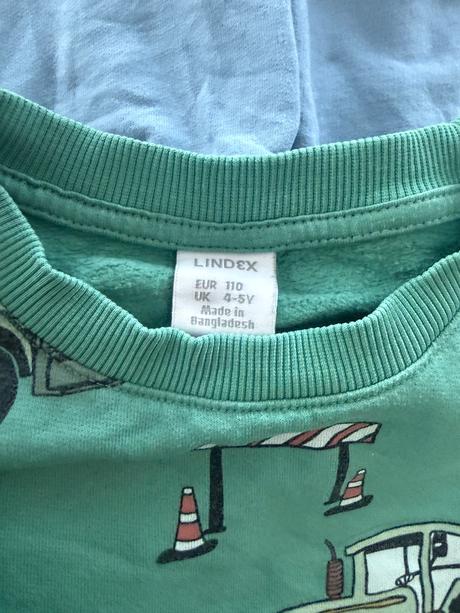 LINDEX
EUR 110
UK 4-5Y
Made in
Bangladesh